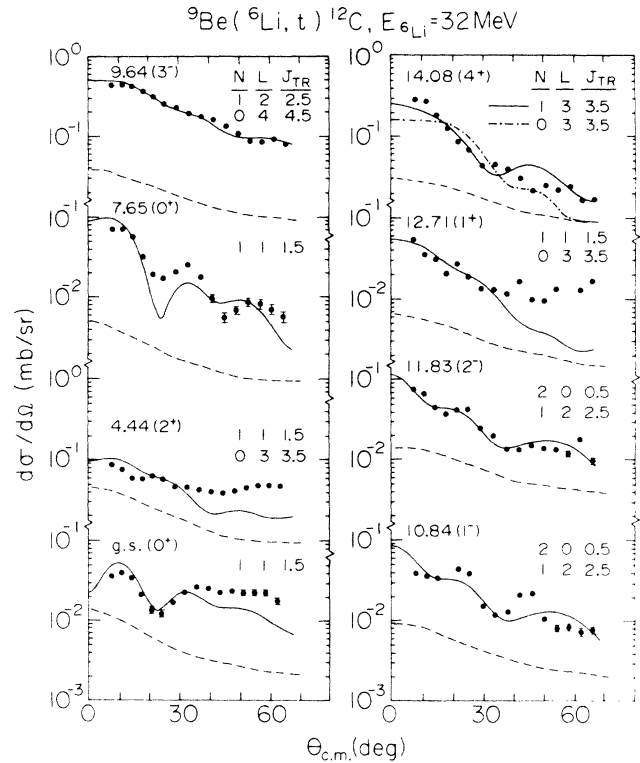 ⁹Be(⁶Li, t)¹²C, E₆Li=32MeV
10⁰
9.64(3⁻)
N L J_TR
1 2 2.5
0 4 4.5
10⁻¹
10⁻¹
7.65(0⁺)
1 1 1.5
10⁻²
10⁰
4.44(2⁺)
1 1 1.5
0 3 3.5
10⁻¹
10⁻¹
g.s.(0⁺)
1 1 1.5
10⁻²
10⁻³
0 30 60
dσ/dΩ (mb/sr)
10⁰
14.08(4⁺)
N L J_TR
1 3 3.5
0 3 3.5
10⁻¹
10⁻¹
12.71(1⁺)
1 1 1.5
0 3 3.5
10⁻²
10⁻¹
11.83(2⁻)
2 0 0.5
1 2 2.5
10⁻²
10⁻¹
10.84(1⁻)
2 0 0.5
1 2 2.5
10⁻²
10⁻³
0 30 60
Θc.m.(deg)